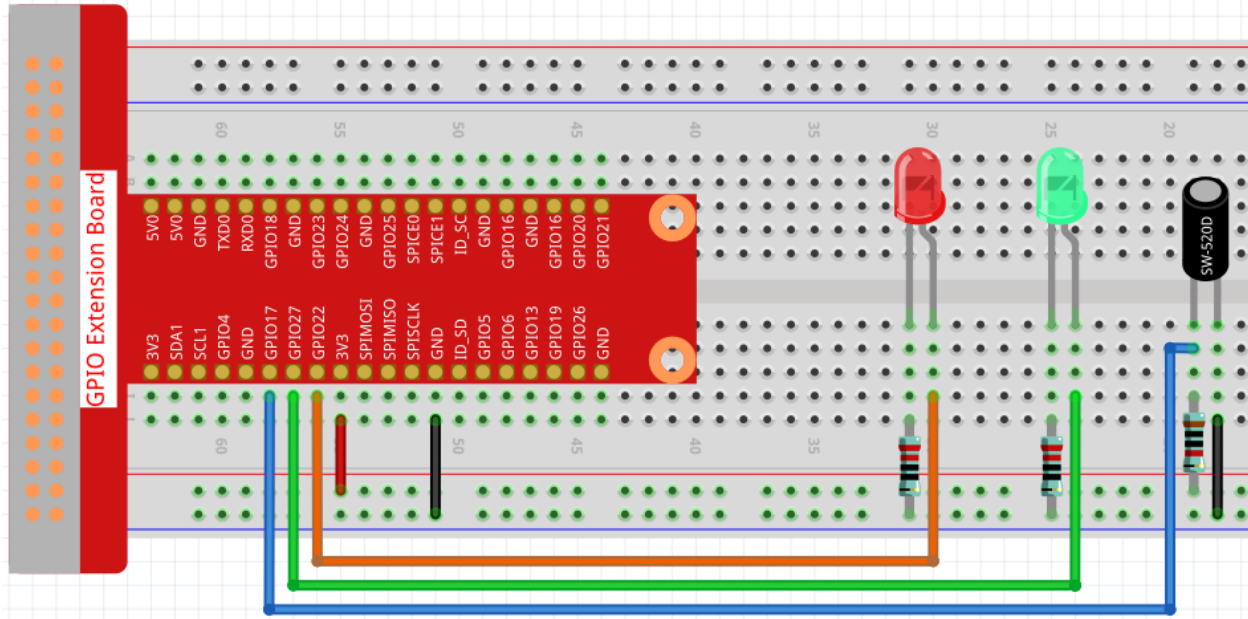 60 55 50 45 40 35 30 25 20
GPIO Extension Board
5V0
5V0
GND
TXD0
RXD0
GPIO18
GND
GPIO23
GPIO24
GND
GPIO25
SPICE0
SPICE1
ID_SC
GND
GPIO16
GND
GPIO16
GPIO20
GPIO21
SW-520D
3V3
SDA1
SCL1
GPIO4
GND
GPIO17
GPIO27
GPIO22
3V3
SPIMOSI
SPIMISO
SPISCLK
GND
ID_SD
GPIO5
GPIO6
GPIO13
GPIO19
GPIO26
GND
60 50 45 40 35